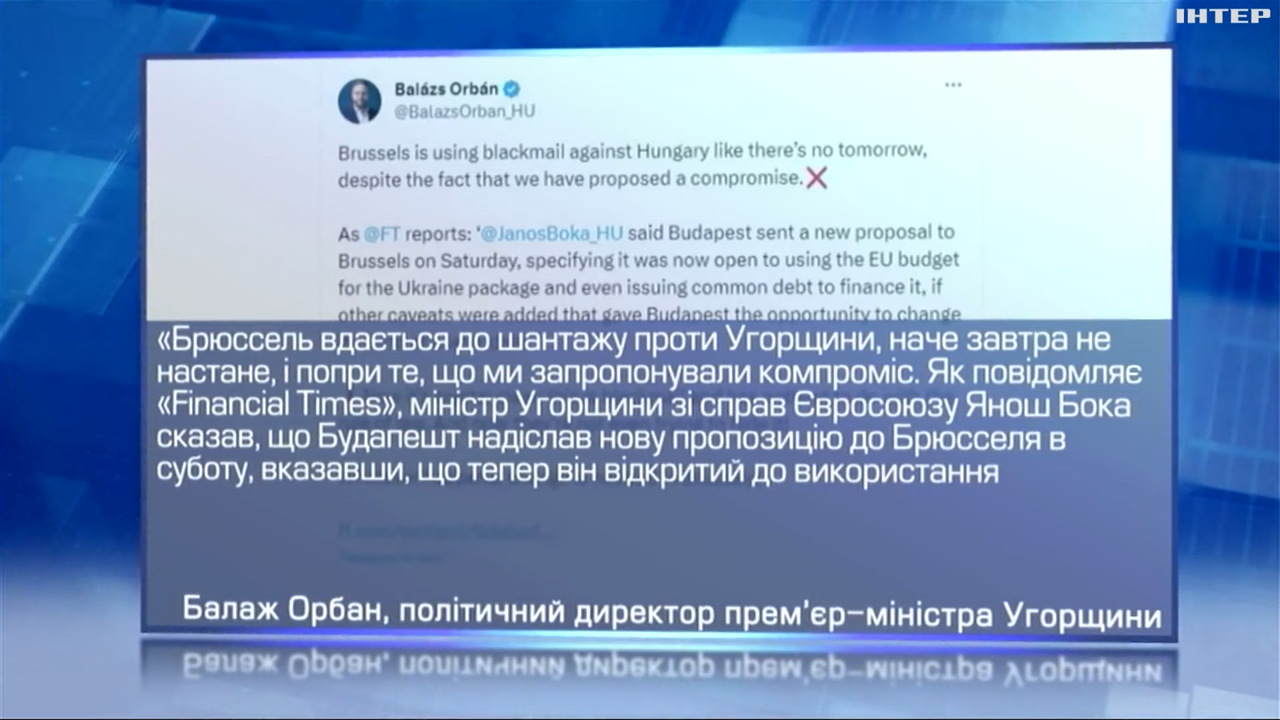 ІНТЕР
Balázs Orbán
@BalazsOrban_HU
Brussels is using blackmail against Hungary like there's no tomorrow,
despite the fact that we have proposed a compromise.❌
As @FT reports: '@JanosBoka_HU said Budapest sent a new proposal to
Brussels on Saturday, specifying it was now open to using the EU budget
for the Ukraine package and even issuing common debt to finance it, if
other caveats were added that gave Budapest the opportunity to change
«Брюссель вдається до шантажу проти Угорщини, наче завтра не
настане, і попри те, що ми запропонували компроміс. Як повідомляє
«Financial Times», міністр Угорщини зі справ Євросоюзу Янош Бока
сказав, що Будапешт надіслав нову пропозицію до Брюсселя в
суботу, вказавши, що тепер він відкритий до використання
Балаж Орбан, політичний директор прем’єр–міністра Угорщини